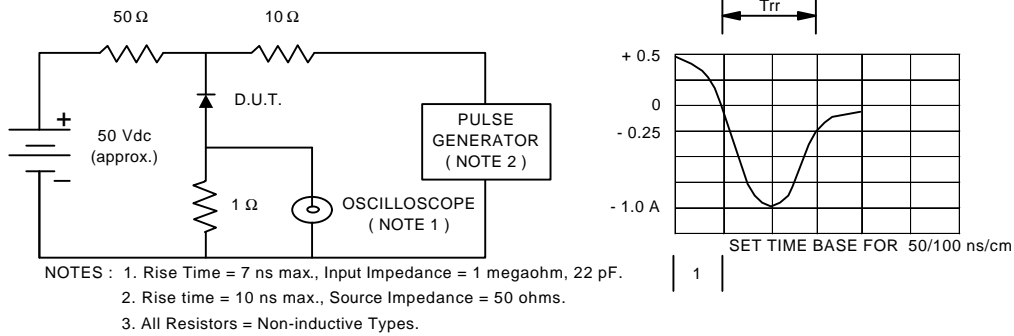 50 Ω
10 Ω
+
50 Vdc
(approx.)
−
D.U.T.
1 Ω
OSCILLOSCOPE
( NOTE 1 )
PULSE
GENERATOR
( NOTE 2 )
Trr
+ 0.5
0
- 0.25
- 1.0 A
SET TIME BASE FOR 50/100 ns/cm
1
NOTES : 1. Rise Time = 7 ns max., Input Impedance = 1 megaohm, 22 pF.
2. Rise time = 10 ns max., Source Impedance = 50 ohms.
3. All Resistors = Non-inductive Types.